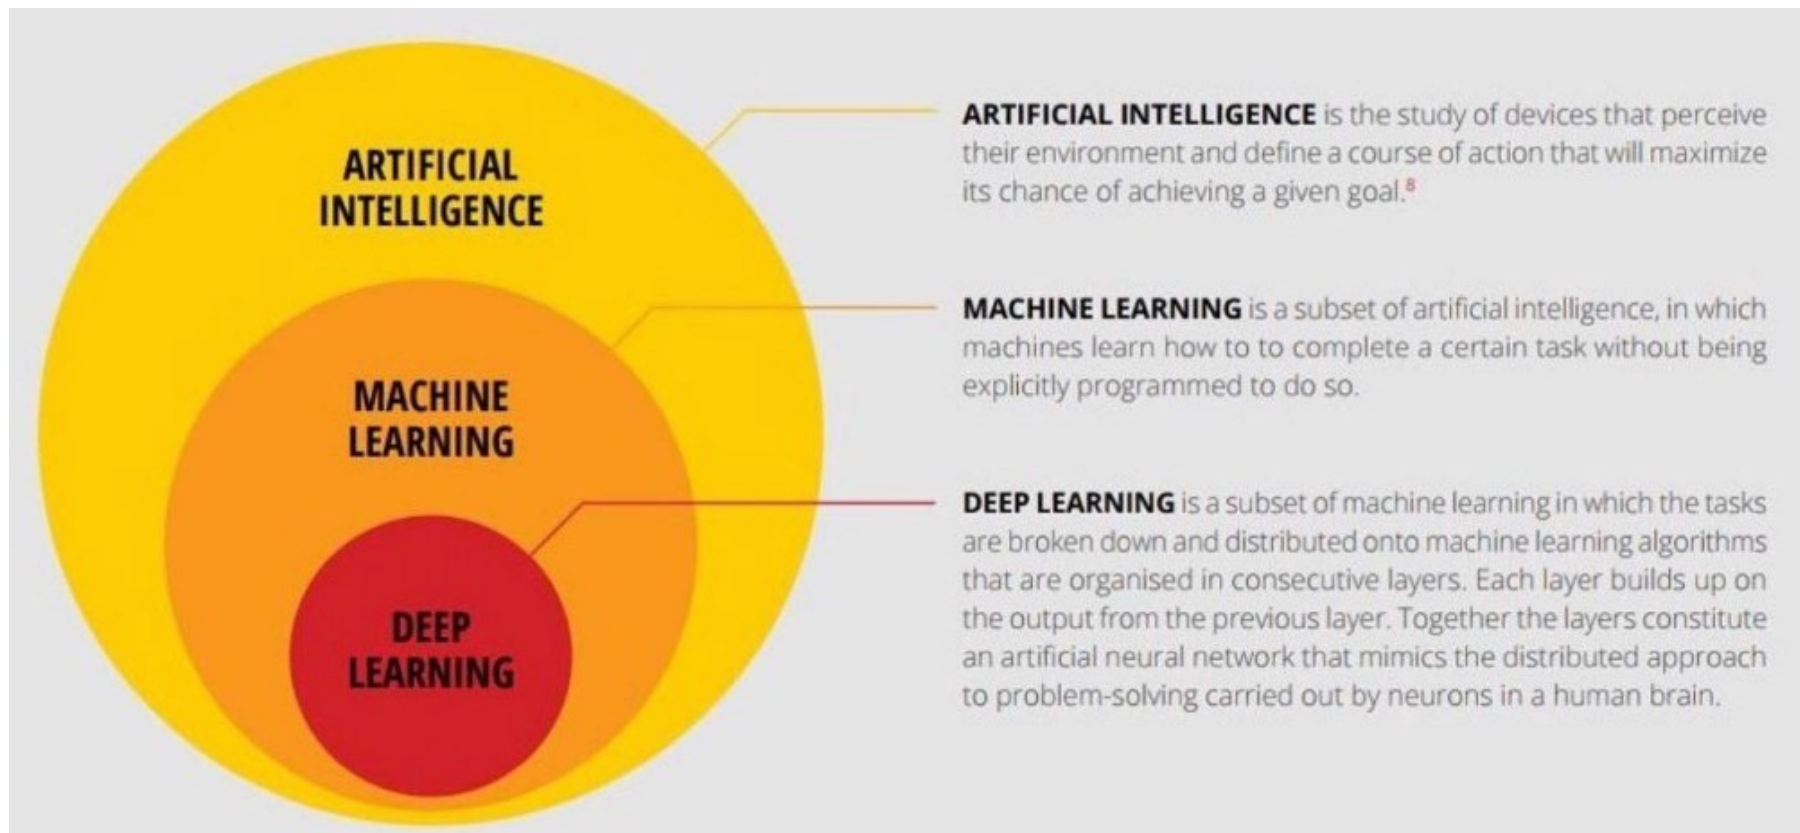 ARTIFICIAL
INTELLIGENCE
MACHINE
LEARNING
DEEP
LEARNING
ARTIFICIAL INTELLIGENCE is the study of devices that perceive
their environment and define a course of action that will maximize
its chance of achieving a given goal.8
MACHINE LEARNING is a subset of artificial intelligence, in which
machines learn how to to complete a certain task without being
explicitly programmed to do so.
DEEP LEARNING is a subset of machine learning in which the tasks
are broken down and distributed onto machine learning algorithms
that are organised in consecutive layers. Each layer builds up on
the output from the previous layer. Together the layers constitute
an artificial neural network that mimics the distributed approach
to problem-solving carried out by neurons in a human brain.